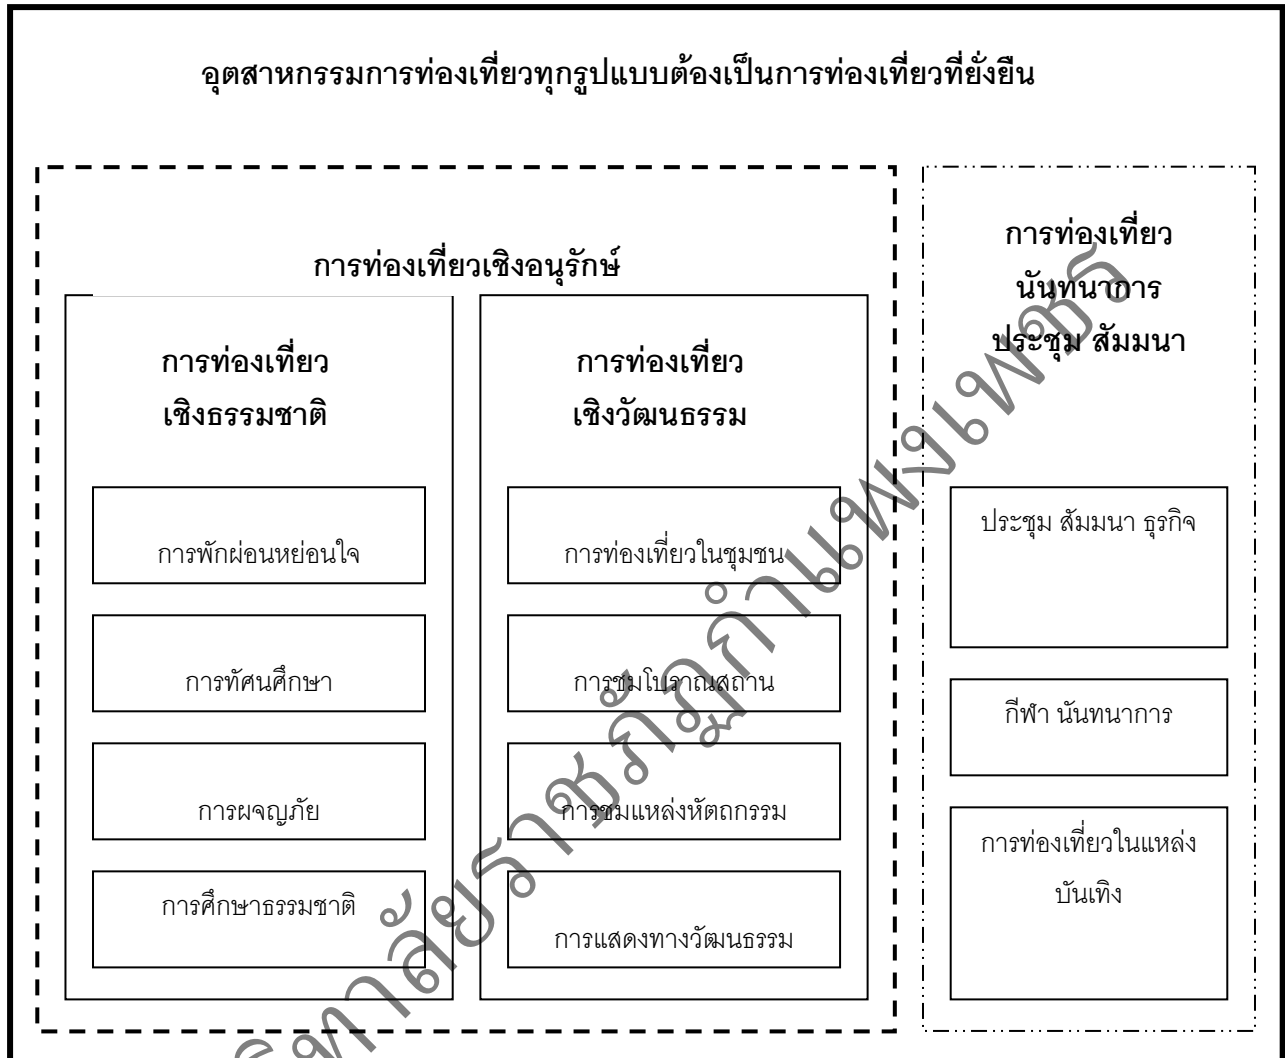 อุตสาหกรรมการท่องเที่ยวทุกรูปแบบต้องเป็นการท่องเที่ยวที่ยั่งยืน
การท่องเที่ยวเชิงอนุรักษ์
การท่องเที่ยว
เชิงธรรมชาติ
การพักผ่อนหย่อนใจ
การทัศนศึกษา
การผจญภัย
การศึกษาธรรมชาติ
การท่องเที่ยว
เชิงวัฒนธรรม
การท่องเที่ยวในชุมชน
การชมโบราณสถาน
การชมแหล่งหัตถกรรม
การแสดงทางวัฒนธรรม
การท่องเที่ยว
นันทนาการ
ประชุม สัมมนา
ประชุม สัมมนา ธุรกิจ
กีฬา นันทนาการ
การท่องเที่ยวในแหล่ง
บันเทิง
ราชภัฏกำแพงเพชร